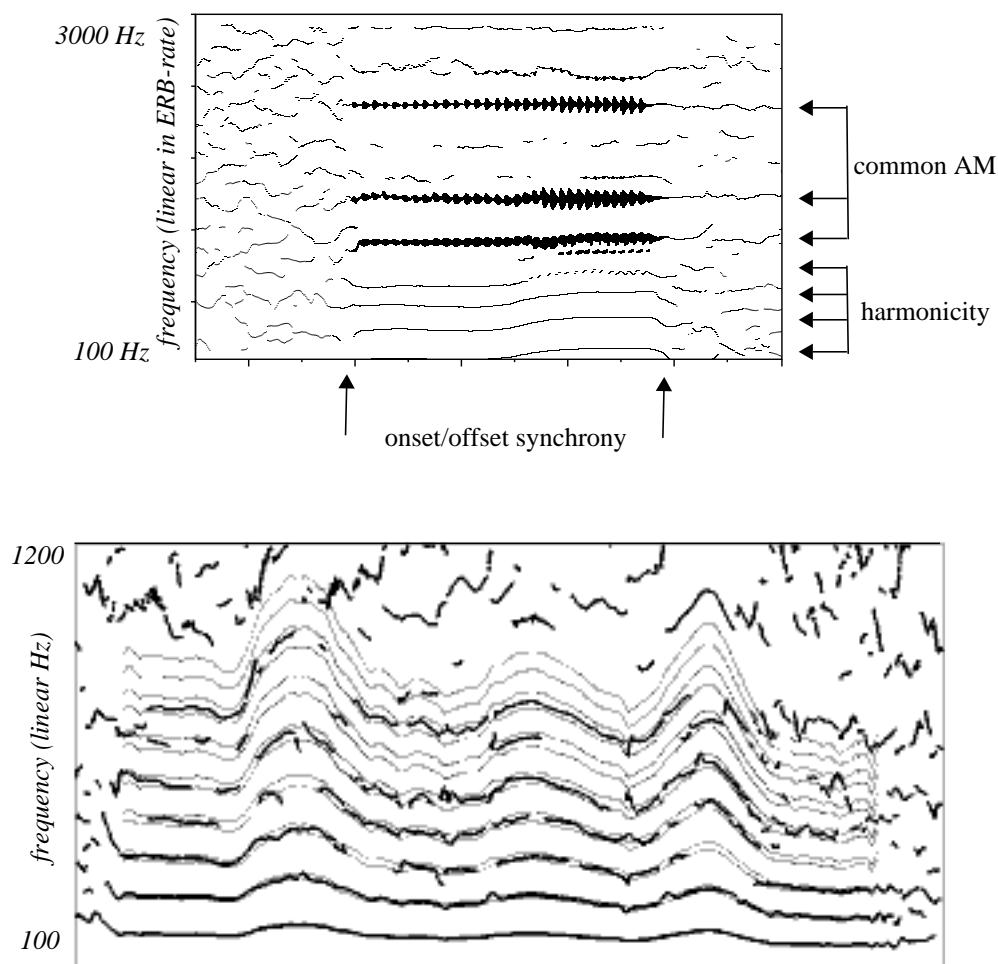 3000 Hz
frequency (linear in ERB-rate)
common AM
harmonicity
100 Hz
onset/offset synchrony
1200
frequency (linear Hz)
100